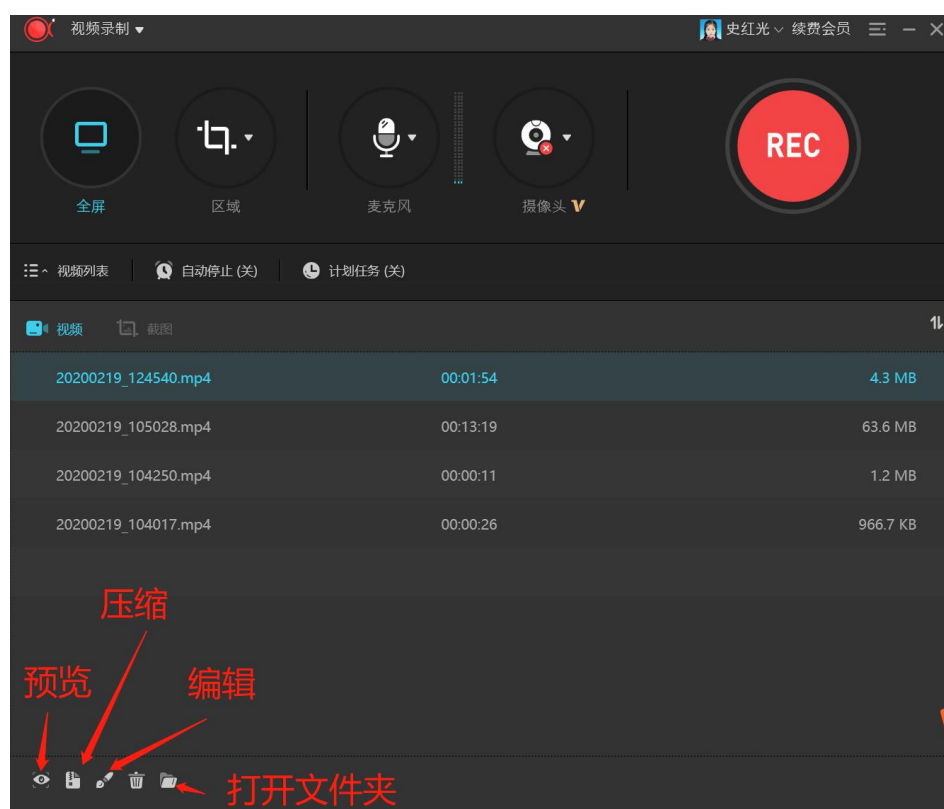 视频录制
史红光 续费会员
REC
全屏 区域 麦克风 摄像头 V
视频列表 自动停止 (关) 计划任务 (关)
视频 截图
20200219_124540.mp4 00:01:54 4.3 MB
20200219_105028.mp4 00:13:19 63.6 MB
20200219_104250.mp4 00:00:11 1.2 MB
20200219_104017.mp4 00:00:26 966.7 KB
压缩
预览 编辑
打开文件夹